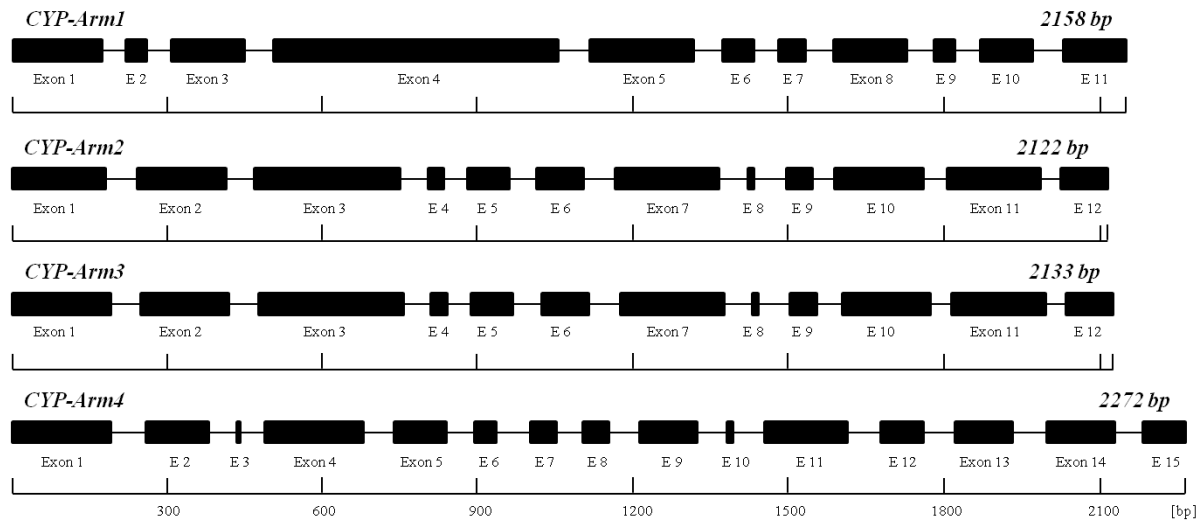 CYP-Arm1 2158 bp
Exon 1 E 2 Exon 3 Exon 4 Exon 5 E 6 E 7 Exon 8 E 9 E 10 E 11
CYP-Arm2 2122 bp
Exon 1 Exon 2 Exon 3 E 4 E 5 E 6 Exon 7 E 8 E 9 E 10 Exon 11 E 12
CYP-Arm3 2133 bp
Exon 1 Exon 2 Exon 3 E 4 E 5 E 6 Exon 7 E 8 E 9 E 10 Exon 11 E 12
CYP-Arm4 2272 bp
Exon 1 E 2 E 3 Exon 4 Exon 5 E 6 E 7 E 8 E 9 E 10 E 11 E 12 Exon 13 Exon 14 E 15
300 600 900 1200 1500 1800 2100 [bp]